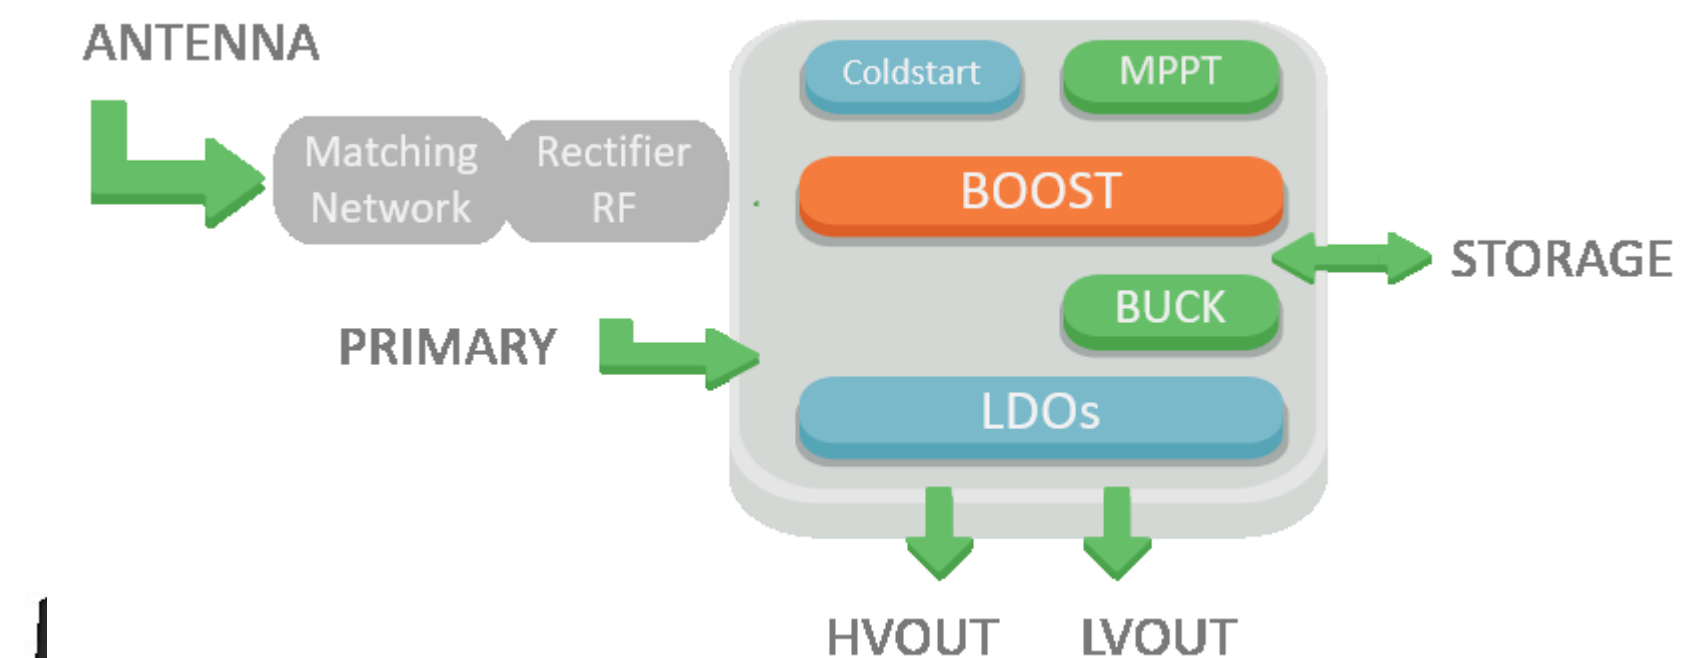 ANTENNA
Coldstart
MPPT
Matching
Network
Rectifier
RF
BOOST
STORAGE
BUCK
PRIMARY
LDOs
HVOUT
LVOUT